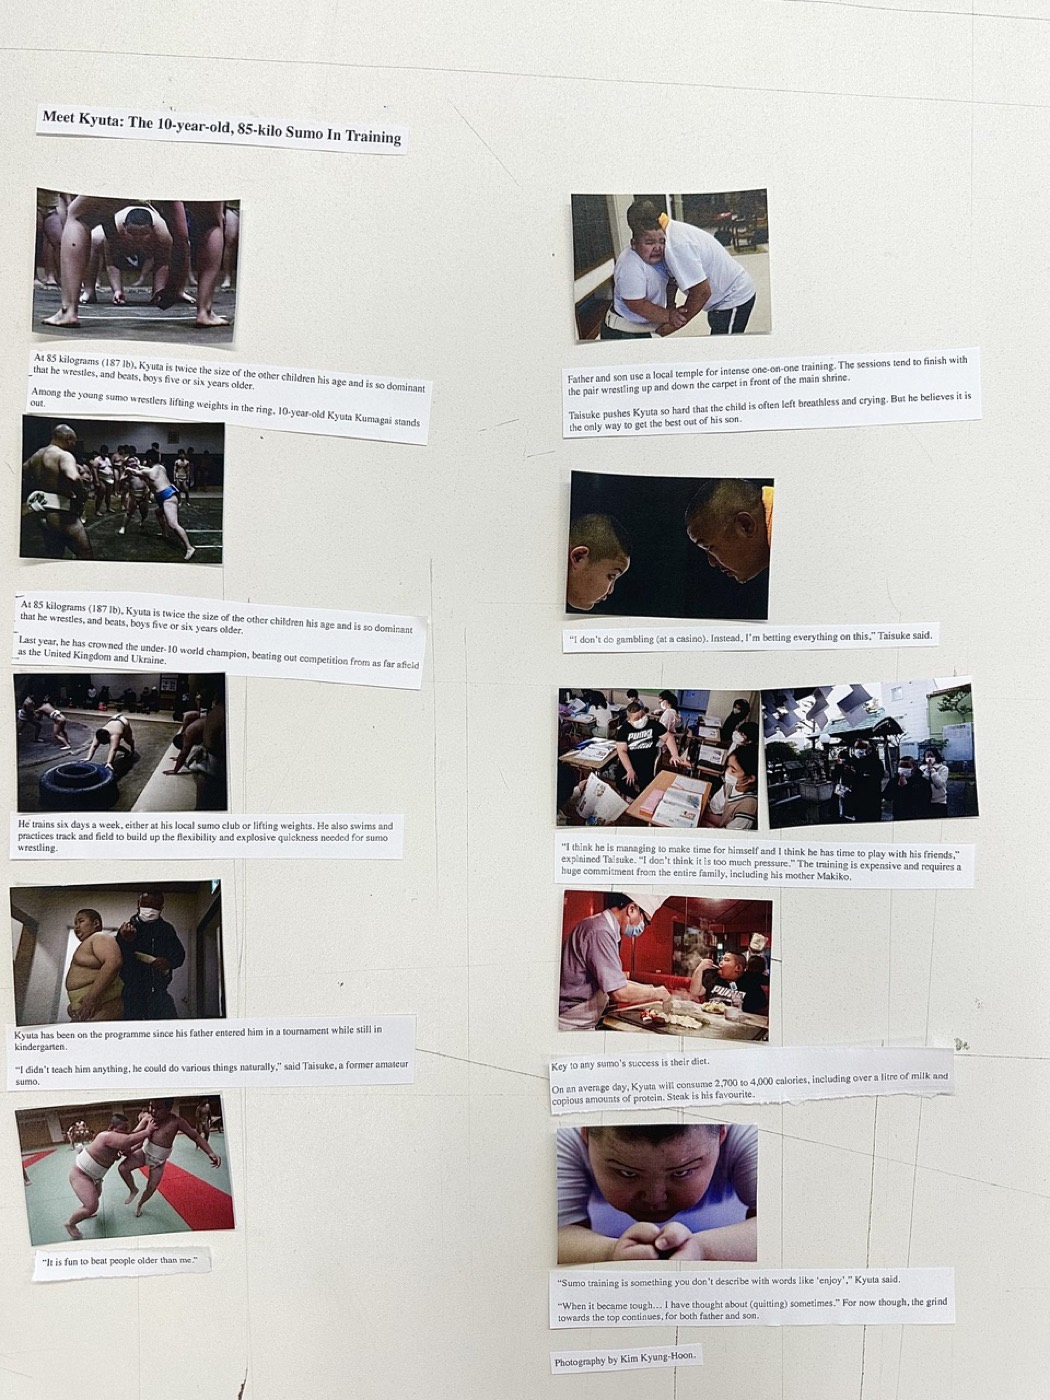 Meet Kyuta: The 10-year-old, 85-kilo Sumo In Training
At 85 kilograms (187 lb), Kyuta is twice the size of the other children his age and is so dominant
that he wrestles, and beats, boys five or six years older.
Among the young sumo wrestlers lifting weights in the ring, 10-year-old Kyuta Kumagai stands
out.
At 85 kilograms (187 lb), Kyuta is twice the size of the other children his age and is so dominant
that he wrestles, and beats, boys five or six years older.
Last year, he has crowned the under-10 world champion, beating out competition from as far afield
as the United Kingdom and Ukraine.
He trains six days a week, either at his local sumo club or lifting weights. He also swims and
practices track and field to build up the flexibility and explosive quickness needed for sumo
wrestling.
Kyuta has been on the programme since his father entered him in a tournament while still in
kindergarten.
“I didn’t teach him anything, he could do various things naturally,” said Taisuke, a former amateur
sumo.
“It is fun to beat people older than me.”
Father and son use a local temple for intense one-on-one training. The sessions tend to finish with
the pair wrestling up and down the carpet in front of the main shrine.
Taisuke pushes Kyuta so hard that the child is often left breathless and crying. But he believes it is
the only way to get the best out of his son.
“I don’t do gambling (at a casino). Instead, I’m betting everything on this,” Taisuke said.
PUMA
“I think he is managing to make time for himself and I think he has time to play with his friends,”
explained Taisuke. “I don’t think it is too much pressure.” The training is expensive and requires a
huge commitment from the entire family, including his mother Makiko.
PUMA
Key to any sumo’s success is their diet.
On an average day, Kyuta will consume 2,700 to 4,000 calories, including over a litre of milk and
copious amounts of protein. Steak is his favourite.
“Sumo training is something you don’t describe with words like ‘enjoy’,” Kyuta said.
“When it became tough… I have thought about (quitting) sometimes.” For now though, the grind
towards the top continues, for both father and son.
Photography by Kim Kyung-Hoon.